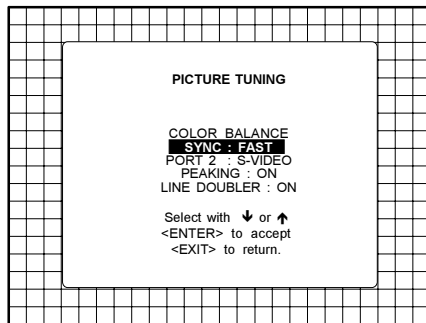 PICTURE TUNING
COLOR BALANCE
SYNC : FAST
PORT 2 : S-VIDEO
PEAKING : ON
LINE DOUBLER : ON
Select with ↓ or ↑
<ENTER> to accept
<EXIT> to return.